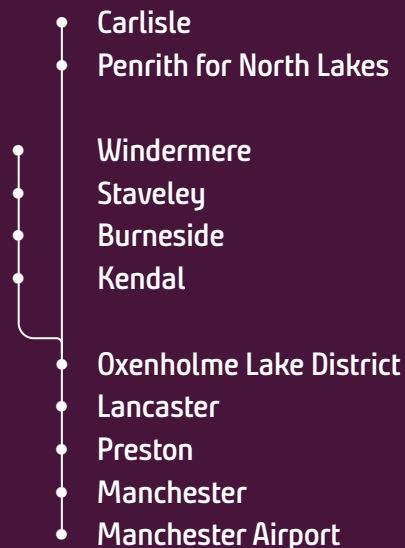 Carlisle
Penrith for North Lakes
Windermere
Staveley
Burneside
Kendal
Oxenholme Lake District
Lancaster
Preston
Manchester
Manchester Airport